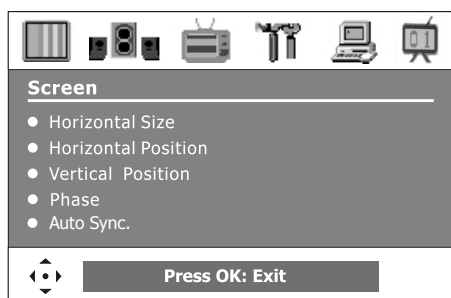 01
Screen
Horizontal Size
Horizontal Position
Vertical Position
Phase
Auto Sync.
Press OK: Exit